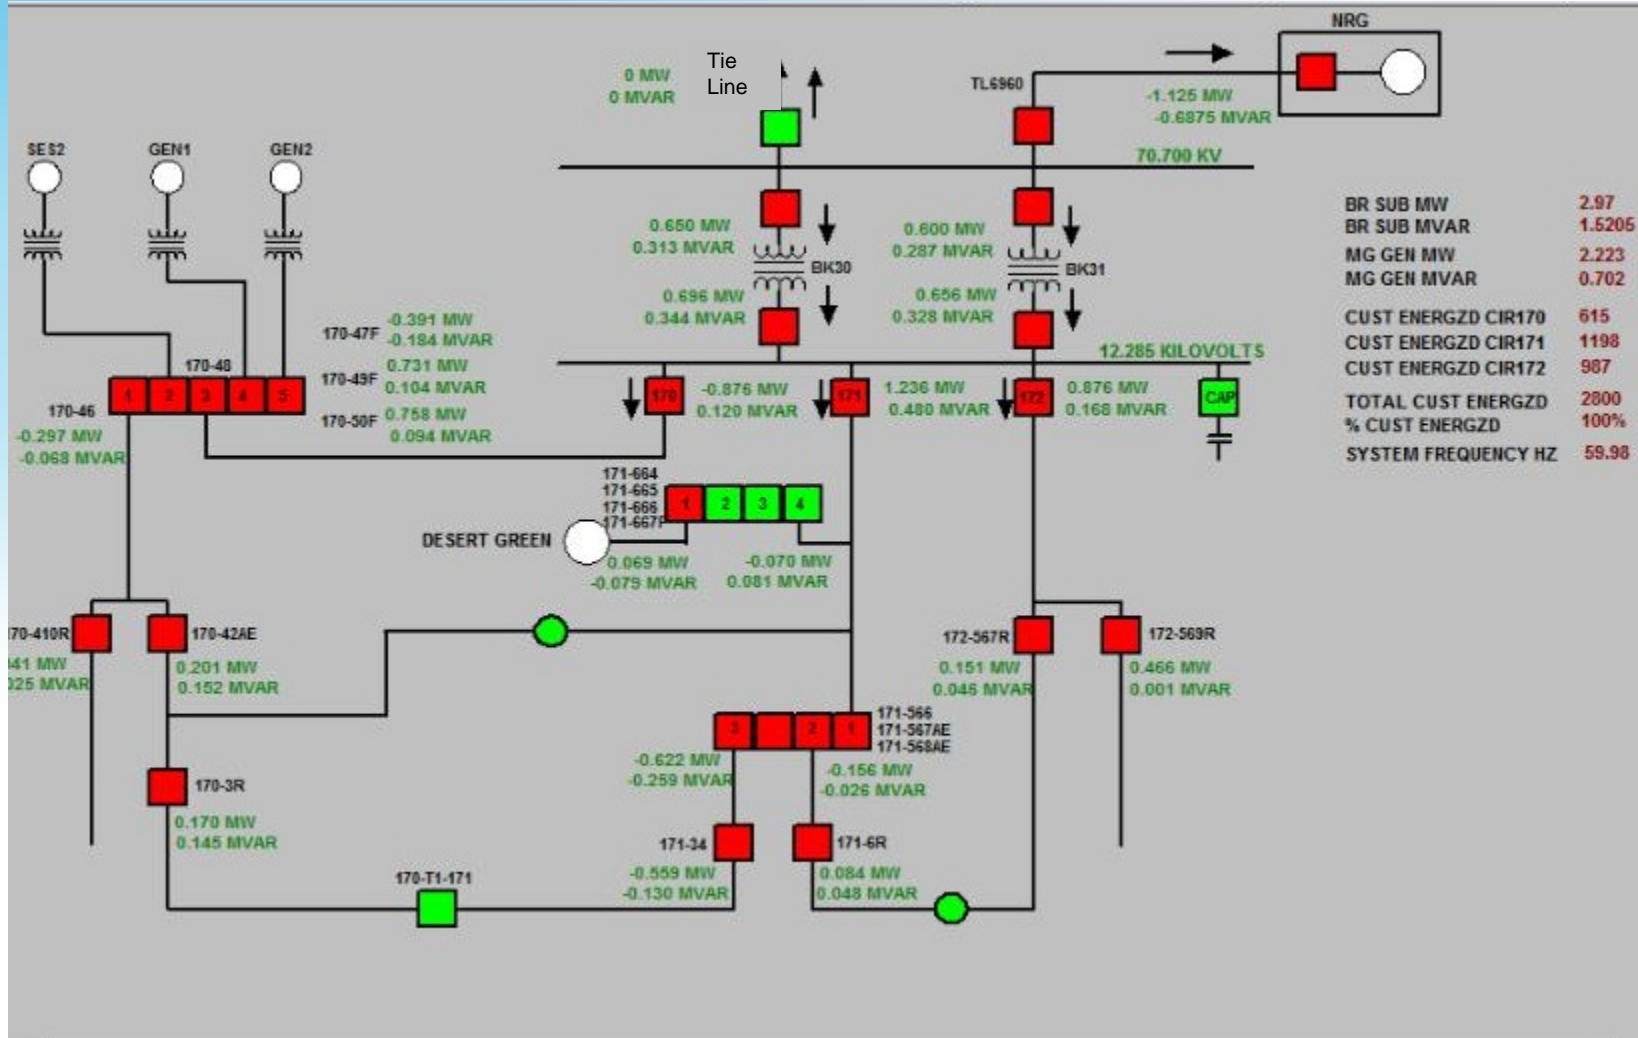 NRG
Tie
Line
0 MW
0 MVAR
TL6960
-1.125 MW
-0.6875 MVAR
70.700 KV
SES2
GEN1
GEN2
0.650 MW
0.313 MVAR
0.600 MW
0.287 MVAR
BK30
BK31
0.696 MW
0.344 MVAR
0.656 MW
0.328 MVAR
BR SUB MW 2.97
BR SUB MVAR 1.5205
MG GEN MW 2.223
MG GEN MVAR 0.702
CUST ENERGZD CIR170 615
CUST ENERGZD CIR171 1198
CUST ENERGZD CIR172 987
TOTAL CUST ENERGZD 2800
% CUST ENERGZD 100%
SYSTEM FREQUENCY HZ 59.98
12.285 KILOVOLTS
170-47F
-0.391 MW
-0.184 MVAR
170-48
170-49F
0.731 MW
0.104 MVAR
170-50F
0.758 MW
0.094 MVAR
1 2 3 4 5
170-46
-0.297 MW
-0.068 MVAR
170
-0.875 MW
0.120 MVAR
171
1.236 MW
0.480 MVAR
172
0.876 MW
0.168 MVAR
CAP
171-664
171-665
171-666
171-667F
1 2 3 4
DESERT GREEN
0.069 MW
-0.079 MVAR
-0.070 MW
0.081 MVAR
70-410R
170-42AE
41 MW
025 MVAR
0.201 MW
0.152 MVAR
172-567R
172-569R
0.151 MW
0.046 MVAR
0.466 MW
0.001 MVAR
3 2 1
171-566
171-567AE
171-568AE
-0.622 MW
-0.259 MVAR
-0.156 MW
-0.026 MVAR
170-3R
0.170 MW
0.145 MVAR
171-34
171-6R
-0.559 MW
-0.130 MVAR
0.084 MW
0.048 MVAR
170-T1-171